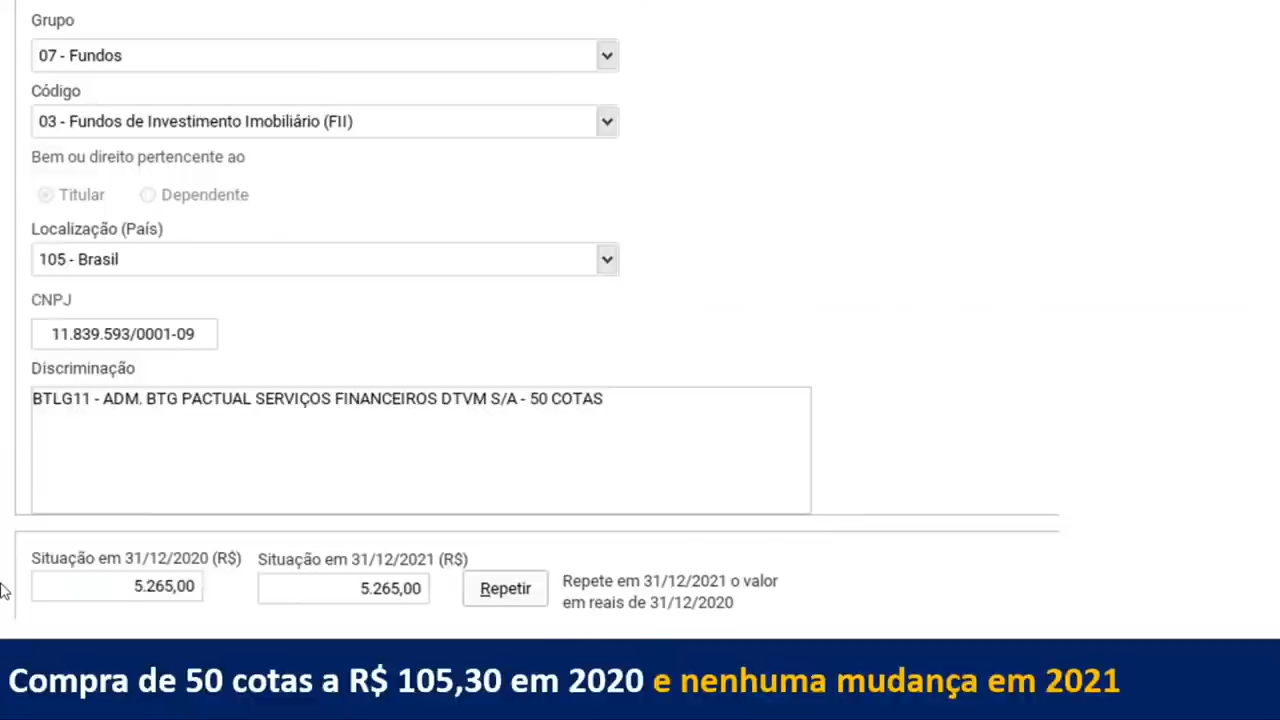 Grupo
07 - Fundos
Código
03 - Fundos de Investimento Imobiliário (FII)
Bem ou direito pertencente ao
Titular Dependente
Localização (País)
105 - Brasil
CNPJ
11.839.593/0001-09
Discriminação
BTLG11 - ADM. BTG PACTUAL SERVIÇOS FINANCEIROS DTVM S/A - 50 COTAS
Situação em 31/12/2020 (R$) Situação em 31/12/2021 (R$)
5.265,00 5.265,00 Repetir Repete em 31/12/2021 o valor
em reais de 31/12/2020
Compra de 50 cotas a R$ 105,30 em 2020 e nenhuma mudança em 2021